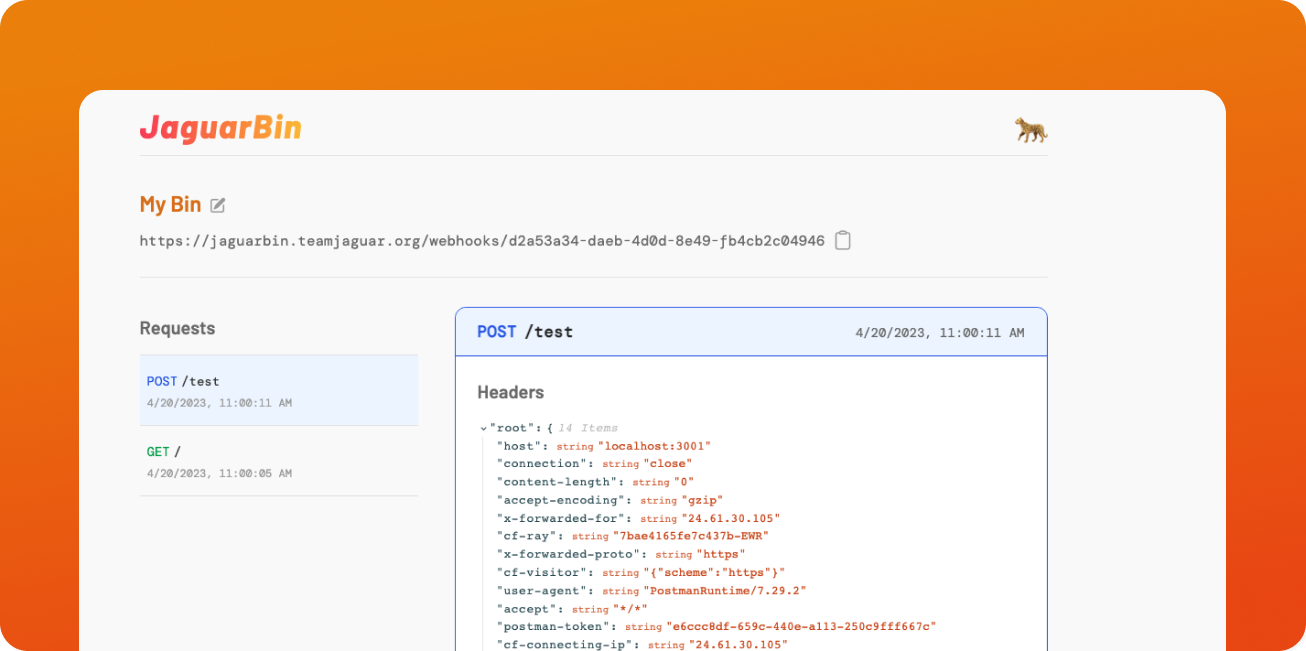 JaguarBin
My Bin
https://jaguarbin.teamjaguar.org/webhooks/d2a53a34-daeb-4d0d-8e49-fb4cb2c04946
Requests
POST /test
4/20/2023, 11:00:11 AM
GET /
4/20/2023, 11:00:05 AM
POST /test
4/20/2023, 11:00:11 AM
Headers
"root": { 14 Items
"host": string "localhost:3001"
"connection": string "close"
"content-length": string "0"
"accept-encoding": string "gzip"
"x-forwarded-for": string "24.61.30.105"
"cf-ray": string "7bae4165fe7c437b-EWR"
"x-forwarded-proto": string "https"
"cf-visitor": string "{"scheme":"https"}"
"user-agent": string "PostmanRuntime/7.29.2"
"accept": string "*/*"
"postman-token": string "e6ccc8df-659c-440e-a113-250c9fff667c"
"cf-connecting-ip": string "24.61.30.105"